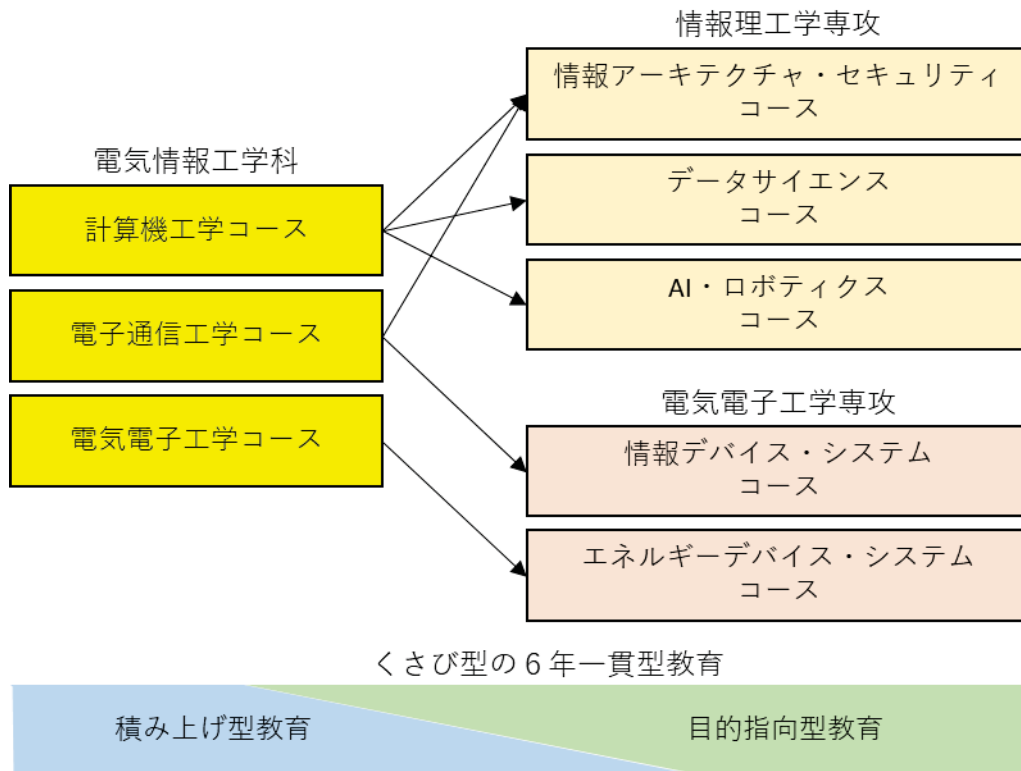 電気情報工学科
計算機工学コース
電子通信工学コース
電気電子工学コース
情報理工学専攻
情報アーキテクチャ・セキュリティ
コース
データサイエンス
コース
AI・ロボティクス
コース
電気電子工学専攻
情報デバイス・システム
コース
エネルギーデバイス・システム
コース
くさび型の６年一貫型教育
積み上げ型教育
目的指向型教育